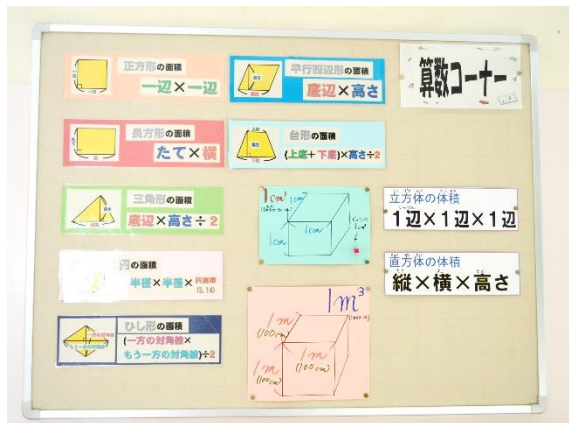 算数コーナー
正方形の面積
一辺×一辺
長方形の面積
たて×横
三角形の面積
底辺×高さ÷2
円の面積
半径×半径×円周率
(3.14)
ひし形の面積
(一方の対角線×
もう一方の対角線)÷2
平行四辺形の面積
底辺×高さ
台形の面積
(上底+下底)×高さ÷2
1cm³
1cm
1cm
1cm
1m³
1m
(100cm)
1m
(100cm)
1m
(100cm)
立方体の体積
1辺×1辺×1辺
直方体の体積
縦×横×高さ